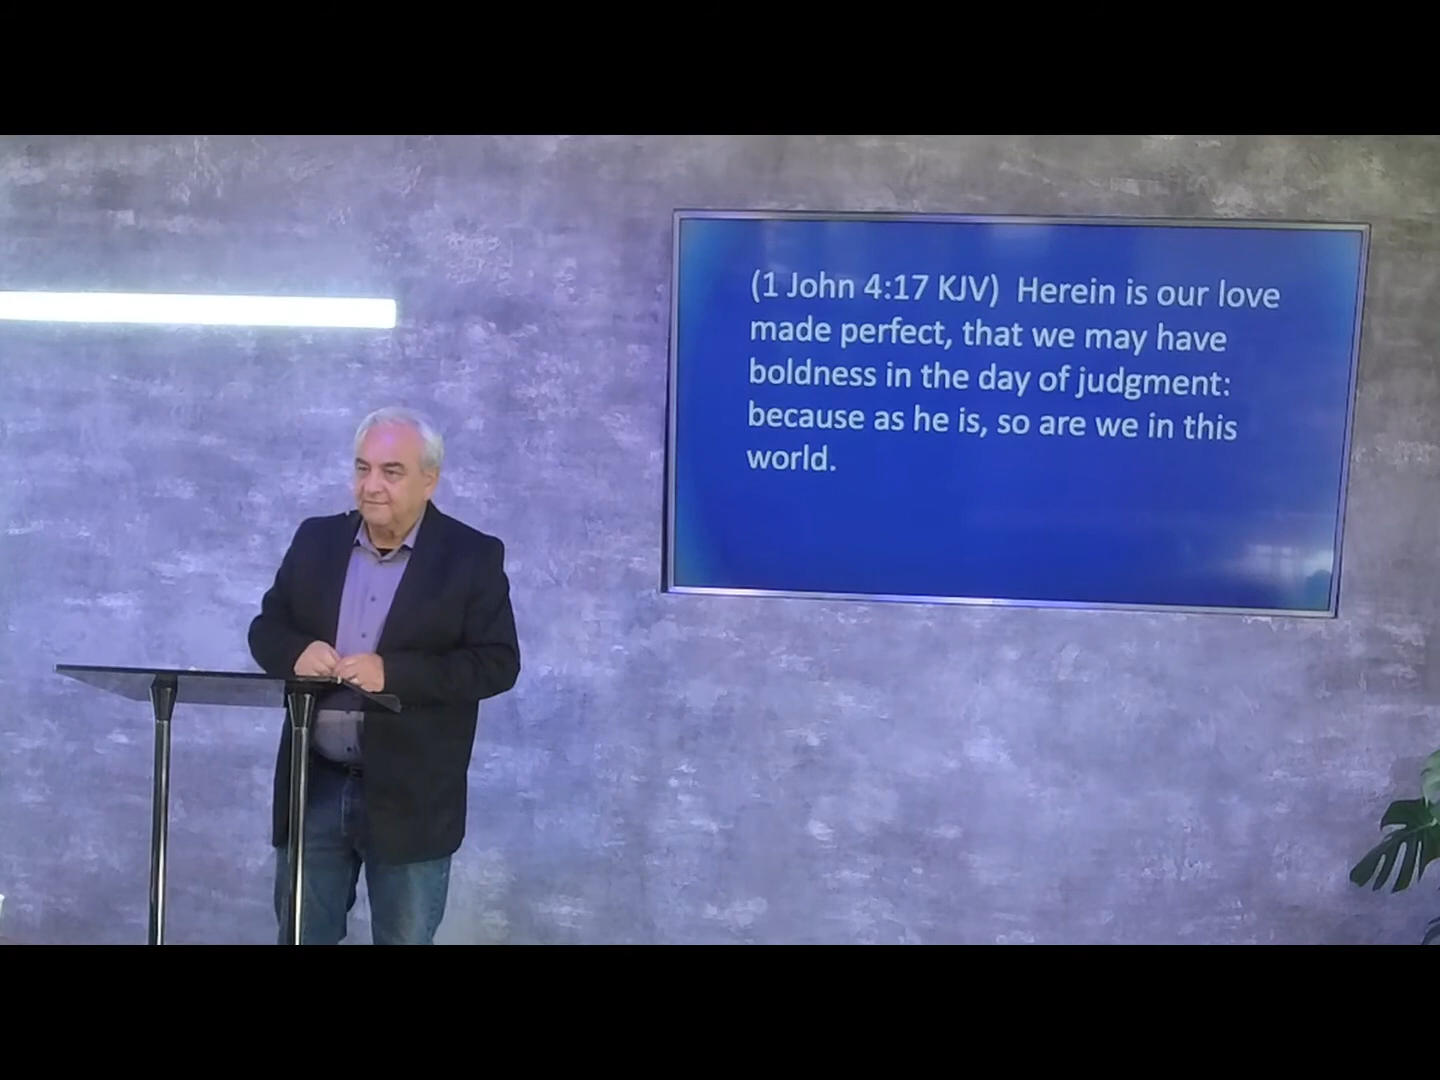 (1 John 4:17 KJV)  Herein is our love
made perfect, that we may have
boldness in the day of judgment:
because as he is, so are we in this
world.